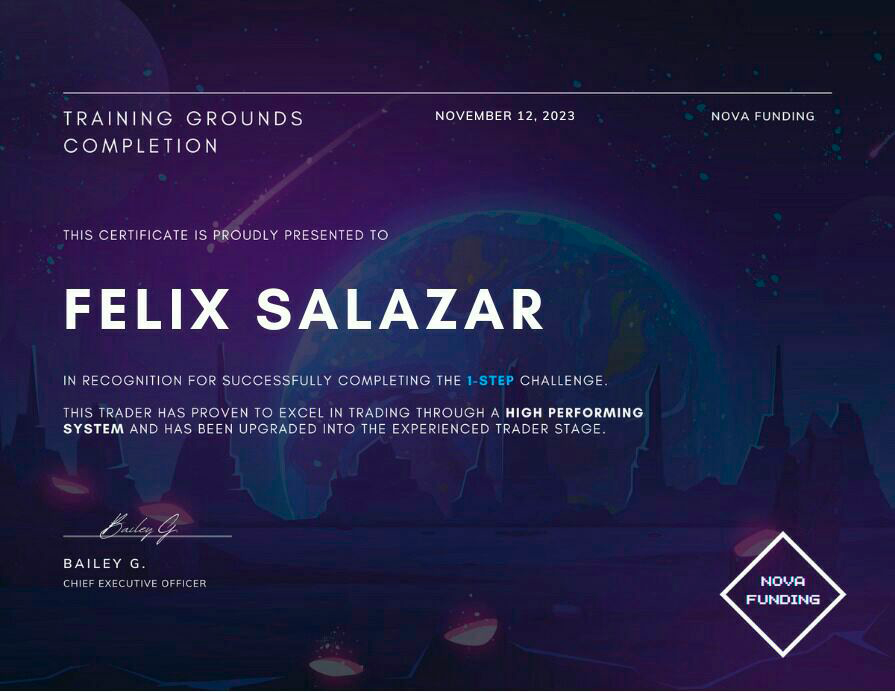 TRAINING GROUNDS
COMPLETION
NOVEMBER 12, 2023
NOVA FUNDING
THIS CERTIFICATE IS PROUDLY PRESENTED TO
FELIX SALAZAR
IN RECOGNITION FOR SUCCESSFULLY COMPLETING THE 1-STEP CHALLENGE.
THIS TRADER HAS PROVEN TO EXCEL IN TRADING THROUGH A HIGH PERFORMING
SYSTEM AND HAS BEEN UPGRADED INTO THE EXPERIENCED TRADER STAGE.
Bailey G
BAILEY G.
CHIEF EXECUTIVE OFFICER
NOVA
FUNDING